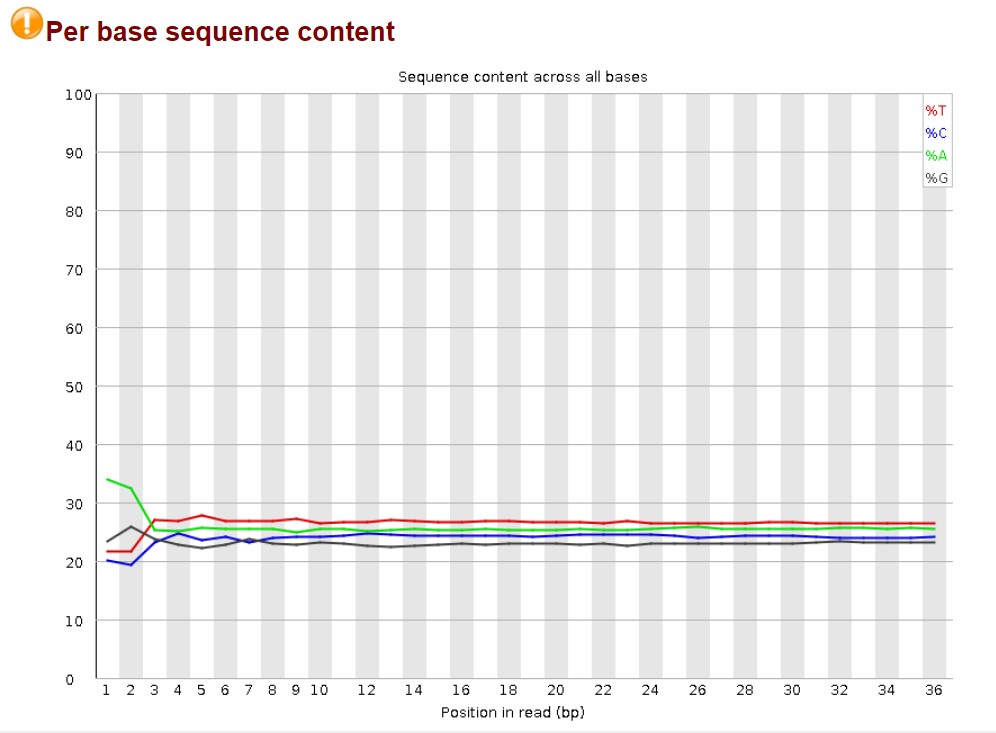 Per base sequence content
Sequence content across all bases
100
90
80
70
60
50
40
30
20
10
0
%T
%C
%A
%G
1 2 3 4 5 6 7 8 9 10 12 14 16 18 20 22 24 26 28 30 32 34 36
Position in read (bp)